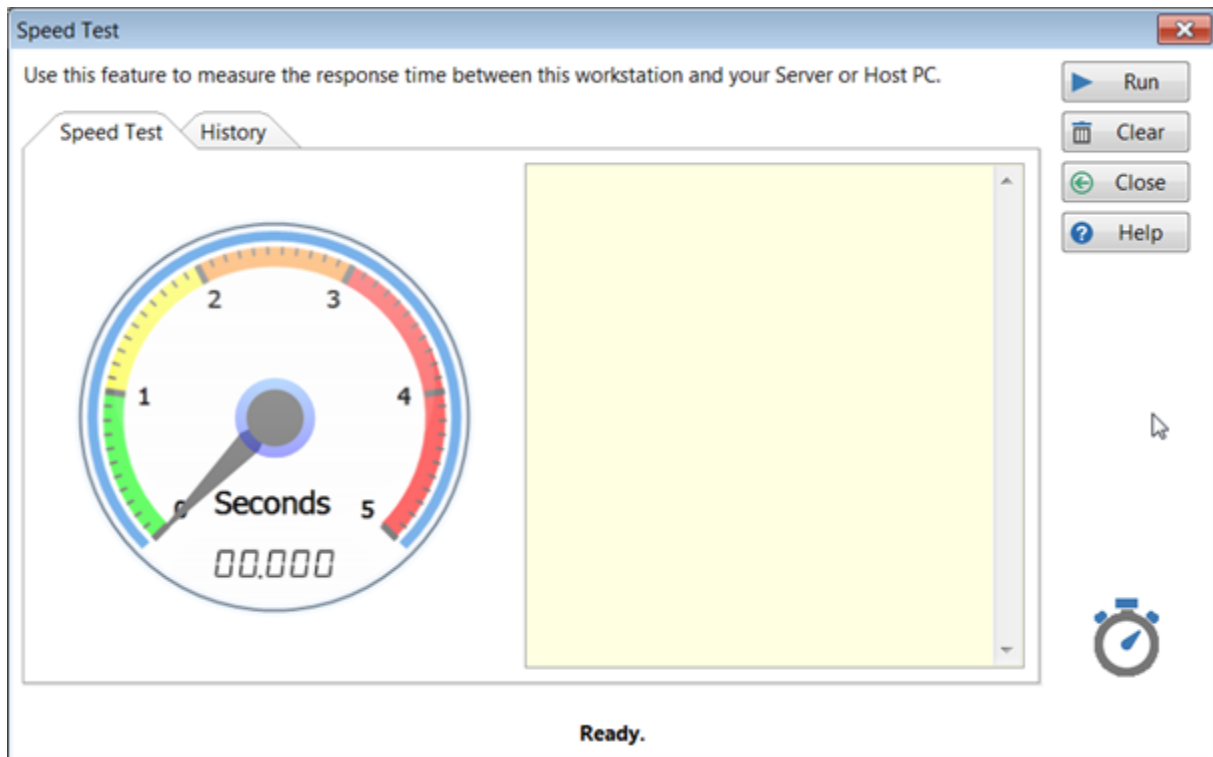 Speed Test
Use this feature to measure the response time between this workstation and your Server or Host PC.
Run
Clear
Close
Help
Speed Test
History
2
3
1
4
0
Seconds
5
00.000
Ready.